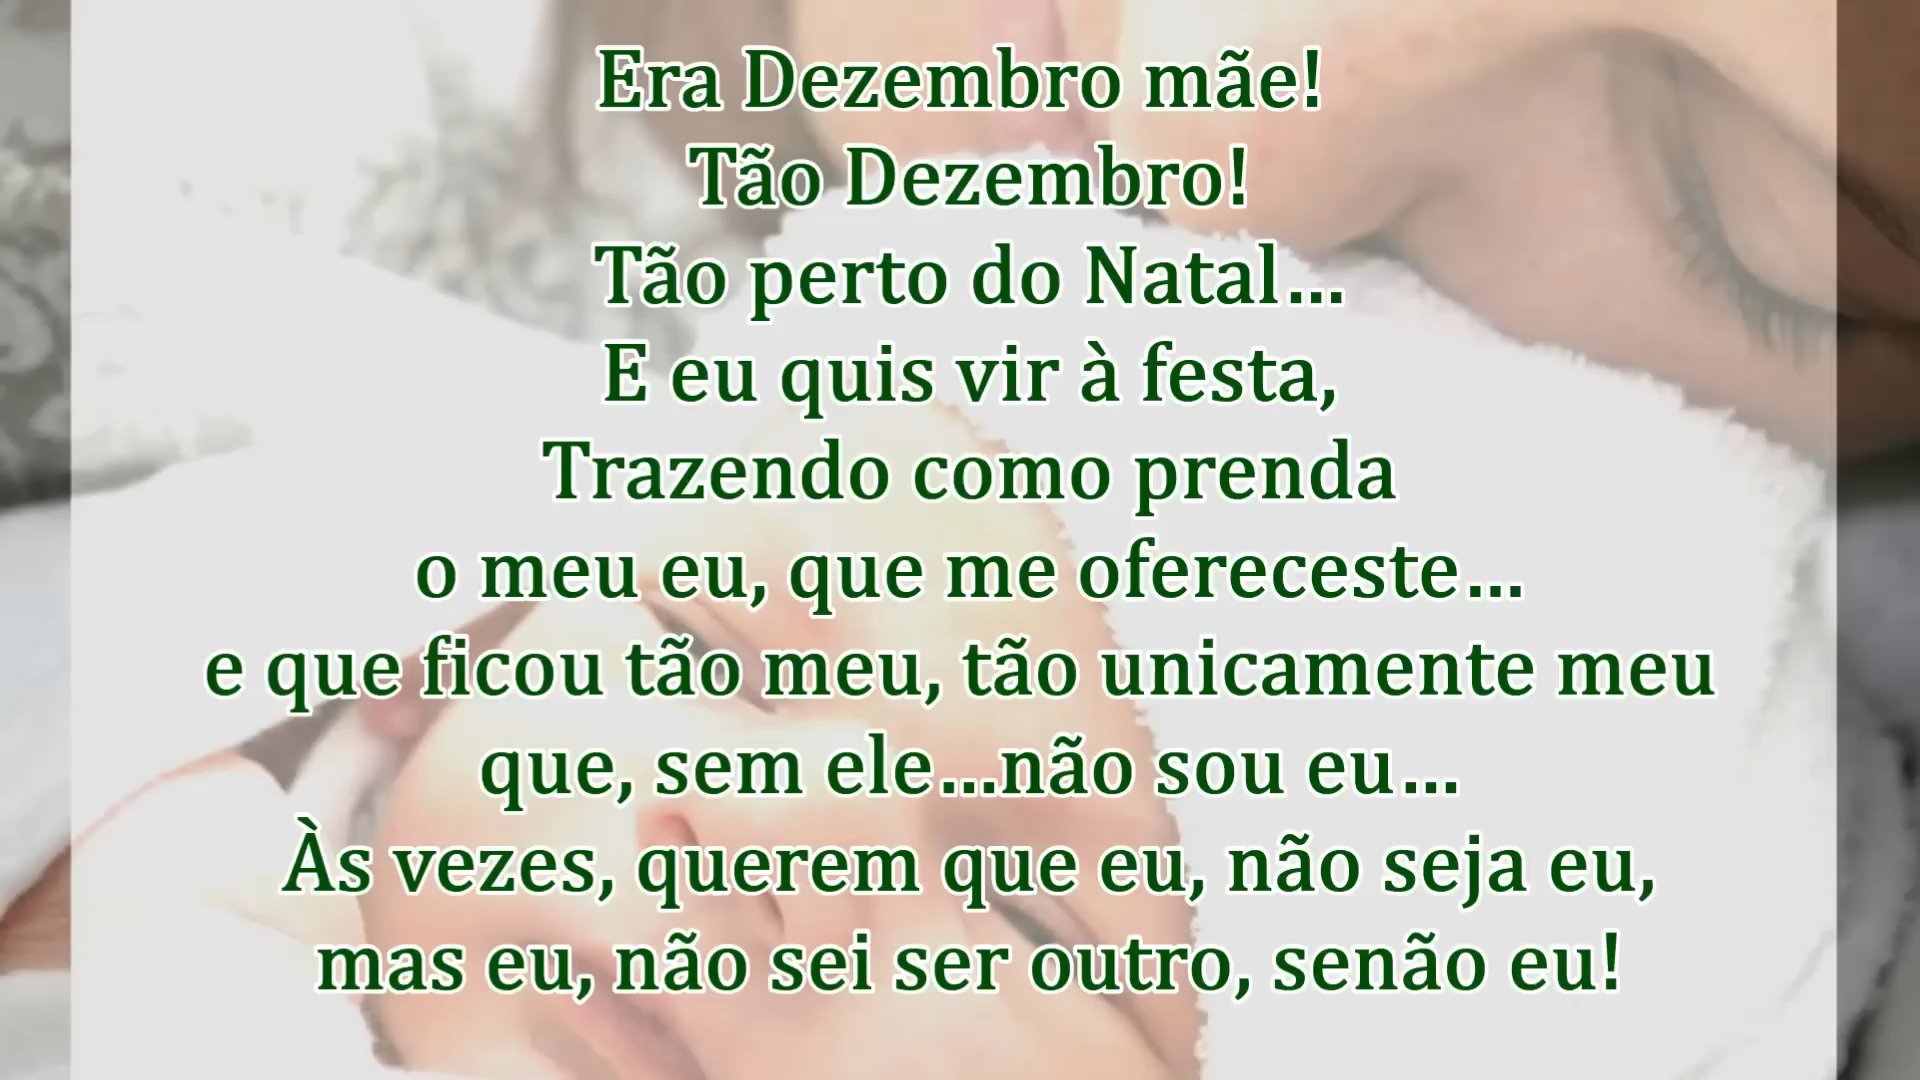 Era Dezembro mãe!
Tão Dezembro!
Tão perto do Natal...
E eu quis vir à festa,
Trazendo como prenda
o meu eu, que me ofereceste...
e que ficou tão meu, tão unicamente meu
que, sem ele...não sou eu...
Às vezes, querem que eu, não seja eu,
mas eu, não sei ser outro, senão eu!